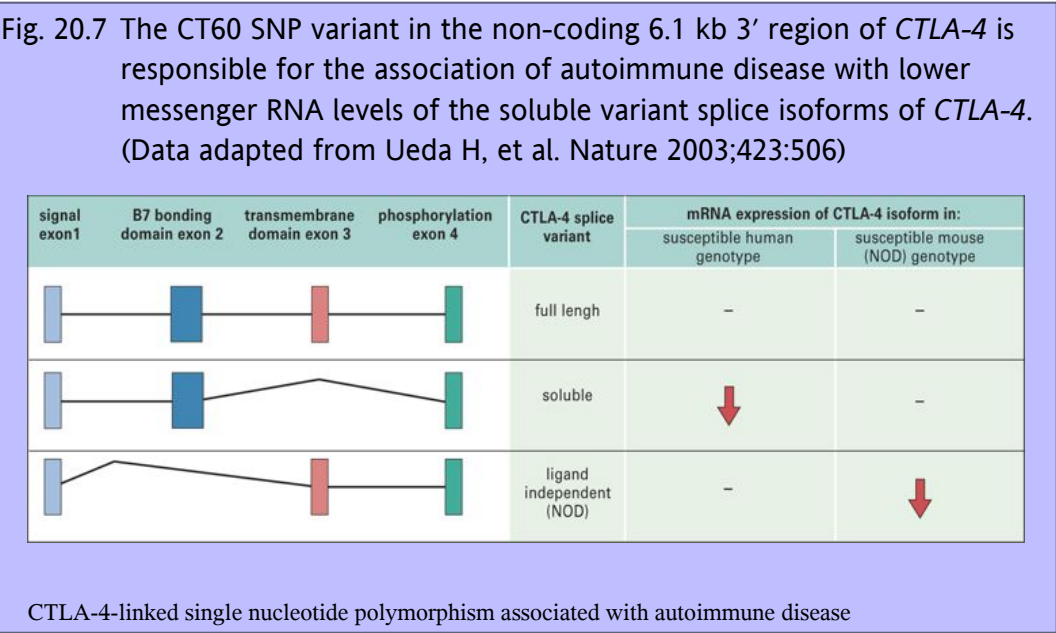 Fig. 20.7 The CT60 SNP variant in the non-coding 6.1 kb 3′ region of CTLA-4 is
responsible for the association of autoimmune disease with lower
messenger RNA levels of the soluble variant splice isoforms of CTLA-4.
(Data adapted from Ueda H, et al. Nature 2003;423:506)
signal
exon1
B7 bonding
domain exon 2
transmembrane
domain exon 3
phosphorylation
exon 4
CTLA-4 splice
variant
mRNA expression of CTLA-4 isoform in:
susceptible human
genotype
susceptible mouse
(NOD) genotype
full lengh
–
–
soluble
–
ligand
independent
(NOD)
–
CTLA-4-linked single nucleotide polymorphism associated with autoimmune disease